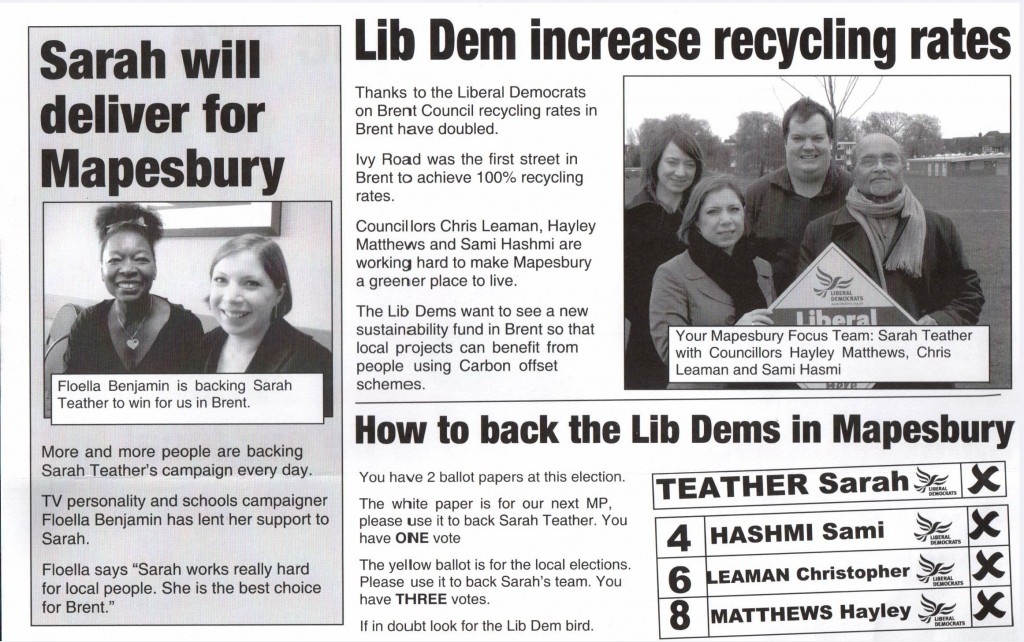 Sarah will
deliver for
Mapesbury
Floella Benjamin is backing Sarah
Teather to win for us in Brent.
More and more people are backing
Sarah Teather's campaign every day.
TV personality and schools campaigner
Floella Benjamin has lent her support to
Sarah.
Floella says "Sarah works really hard
for local people. She is the best choice
for Brent."
Lib Dem increase recycling rates
Thanks to the Liberal Democrats
on Brent Council recycling rates in
Brent have doubled.
Ivy Road was the first street in
Brent to achieve 100% recycling
rates.
Councillors Chris Leaman, Hayley
Matthews and Sami Hashmi are
working hard to make Mapesbury
a greener place to live.
The Lib Dems want to see a new
sustainability fund in Brent so that
local projects can benefit from
people using Carbon offset
schemes.
LIBERAL
DEMOCRATS
Liberal
Your Mapesbury Focus Team: Sarah Teather
with Councillors Hayley Matthews, Chris
Leaman and Sami Hasmi
How to back the Lib Dems in Mapesbury
You have 2 ballot papers at this election.
The white paper is for our next MP,
please use it to back Sarah Teather. You
have ONE vote
The yellow ballot is for the local elections.
Please use it to back Sarah's team. You
have THREE votes.
If in doubt look for the Lib Dem bird.
TEATHER Sarah LIBERAL DEMOCRATS X
4 HASHMI Sami LIBERAL DEMOCRATS X
6 LEAMAN Christopher LIBERAL DEMOCRATS X
8 MATTHEWS Hayley LIBERAL DEMOCRATS X